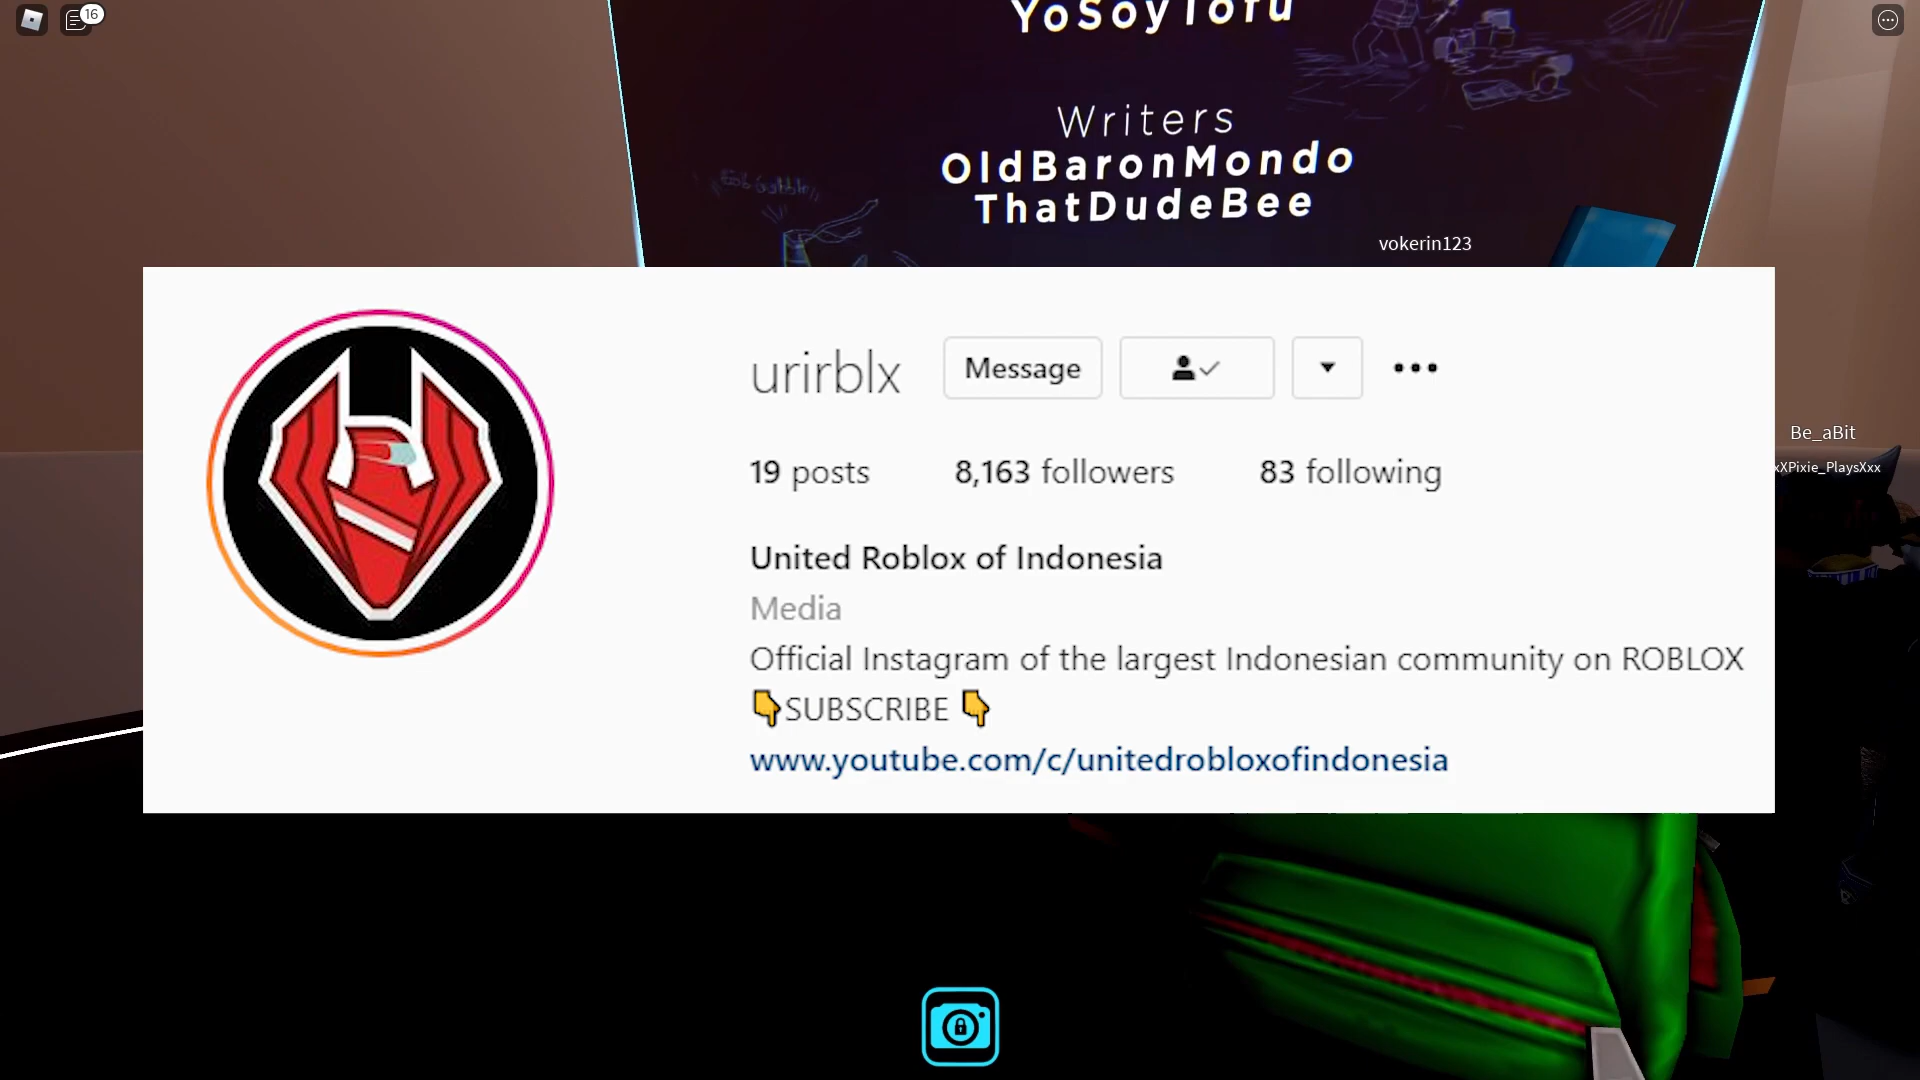 16
YoSoyTofu
Writers
OldBaronMondo
ThatDudeBee
vokerin123
urirblx
Message
19 posts
8,163 followers
83 following
Be_aBit
xXPixie_PlaysXxx
United Roblox of Indonesia
Media
Official Instagram of the largest Indonesian community on ROBLOX
👇SUBSCRIBE 👇
www.youtube.com/c/unitedrobloxofindonesia